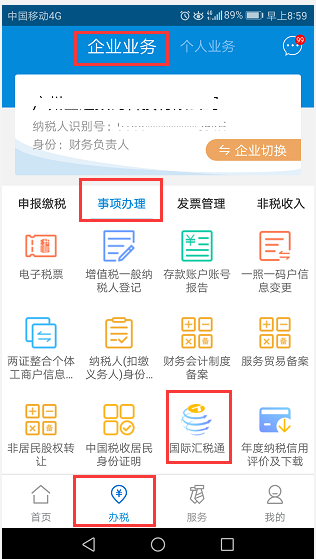 中国移动4G 4G 89% 早上8:59
企业业务 个人业务 99
纳税人识别号：
身份：财务负责人
企业切换
申报缴税 事项办理 发票管理 非税收入
电子税票 增值税一般纳税人登记 存款账户账号报告 一照一码户信息变更
两证整合个体工商户信息... 纳税人(扣缴义务人)身份... 财务会计制度备案 服务贸易备案
非居民股权转让 中国税收居民身份证明 国际汇税通 年度纳税信用评价及下载
首页 办税 服务 我的